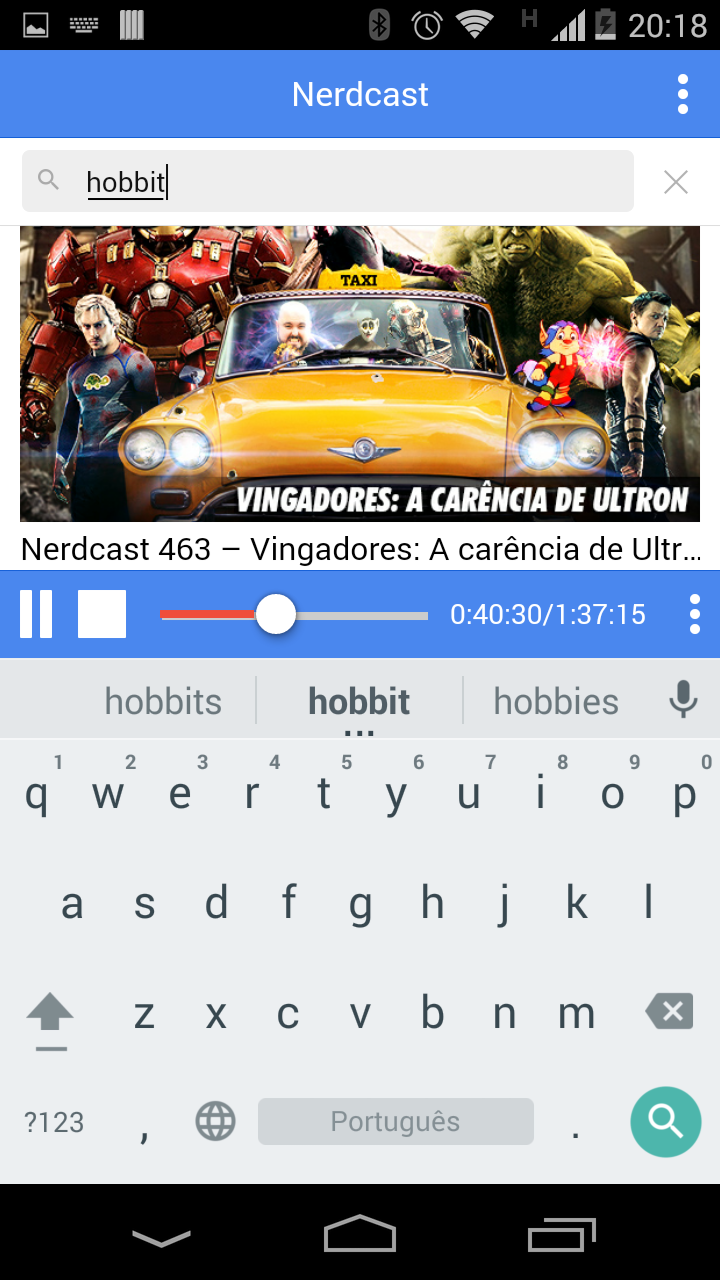 H 20:18
Nerdcast
hobbit
TAXI
VINGADORES: A CARÊNCIA DE ULTRON
Nerdcast 463 – Vingadores: A carência de Ultr...
0:40:30/1:37:15
hobbits hobbit hobbies
1 2 3 4 5 6 7 8 9 0
q w e r t y u i o p
a s d f g h j k l
z x c v b n m
?123 , Português .